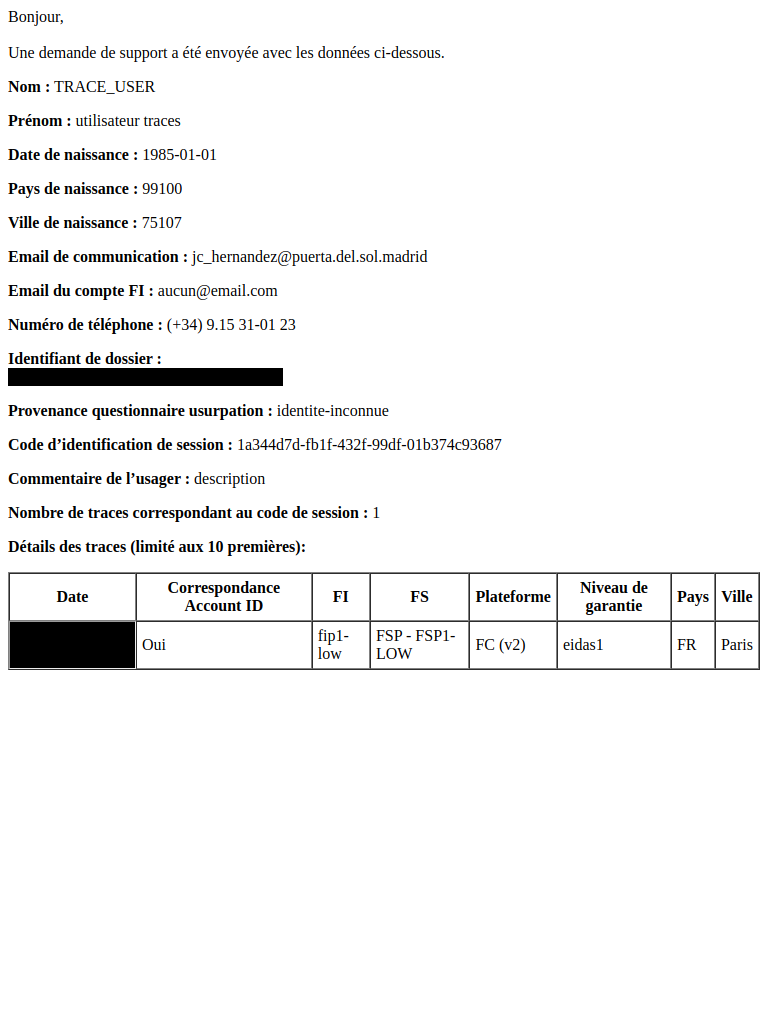 Bonjour,
Une demande de support a été envoyée avec les données ci-dessous.
Nom : TRACE_USER
Prénom : utilisateur traces
Date de naissance : 1985-01-01
Pays de naissance : 99100
Ville de naissance : 75107
Email de communication : jc_hernandez@puerta.del.sol.madrid
Email du compte FI : aucun@email.com
Numéro de téléphone : (+34) 9.15 31-01 23
Identifiant de dossier :
Provenance questionnaire usurpation : identite-inconnue
Code d’identification de session : 1a344d7d-fb1f-432f-99df-01b374c93687
Commentaire de l’usager : description
Nombre de traces correspondant au code de session : 1
Détails des traces (limité aux 10 premières):
Date Correspondance Account ID FI FS Plateforme Niveau de garantie Pays Ville
Oui fip1-low FSP - FSP1-LOW FC (v2) eidas1 FR Paris